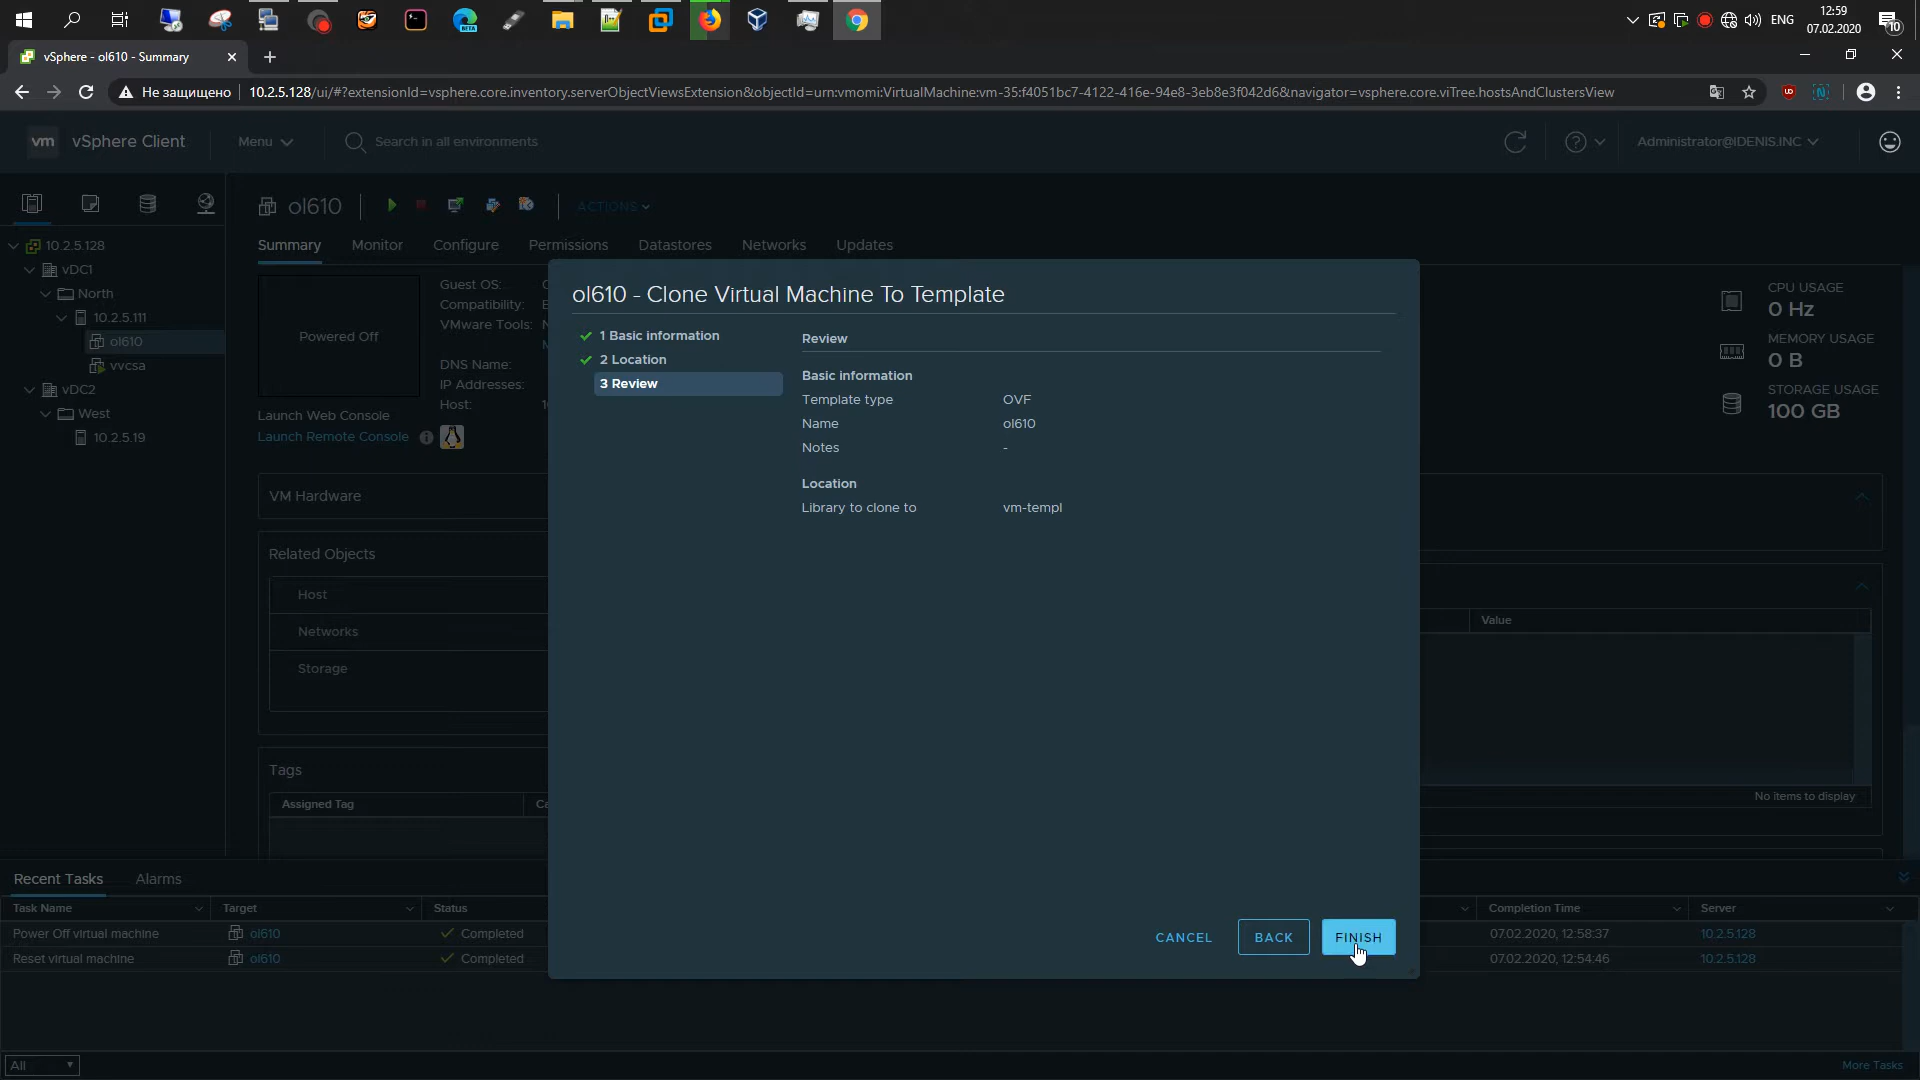 12:59
ENG
07.02.2020
10
vSphere - ol610 - Summary
Не защищено
10.2.5.128/ui/#?extensionId=vsphere.core.inventory.serverObjectViewsExtension&objectId=urn:vmomi:VirtualMachine:vm-35:f4051bc7-4122-416e-94e8-3eb8e3f042d6&navigator=vsphere.core.viTree.hostsAndClustersView
vm vSphere Client
Menu
Search in all environments
Administrator@IDENIS.INC
ol610
ACTIONS
10.2.5.128
vDC1
North
10.2.5.111
ol610
vvcsa
vDC2
West
10.2.5.19
Summary Monitor Configure Permissions Datastores Networks Updates
Powered Off
Guest OS:
Compatibility:
VMware Tools:
DNS Name:
IP Addresses:
Host:
Launch Web Console
Launch Remote Console
CPU USAGE
0 Hz
MEMORY USAGE
0 B
STORAGE USAGE
100 GB
VM Hardware
Related Objects
Host
Networks
Storage
Tags
Assigned Tag
Value
No items to display
ol610 - Clone Virtual Machine To Template
1 Basic information
2 Location
3 Review
Review
Basic information
Template type OVF
Name ol610
Notes -
Location
Library to clone to vm-templ
CANCEL BACK FINISH
Recent Tasks Alarms
Task Name Target Status Completion Time Server
Power Off virtual machine ol610 Completed 07.02.2020, 12:58:37 10.2.5.128
Reset virtual machine ol610 Completed 07.02.2020, 12:54:46 10.2.5.128
All
More Tasks